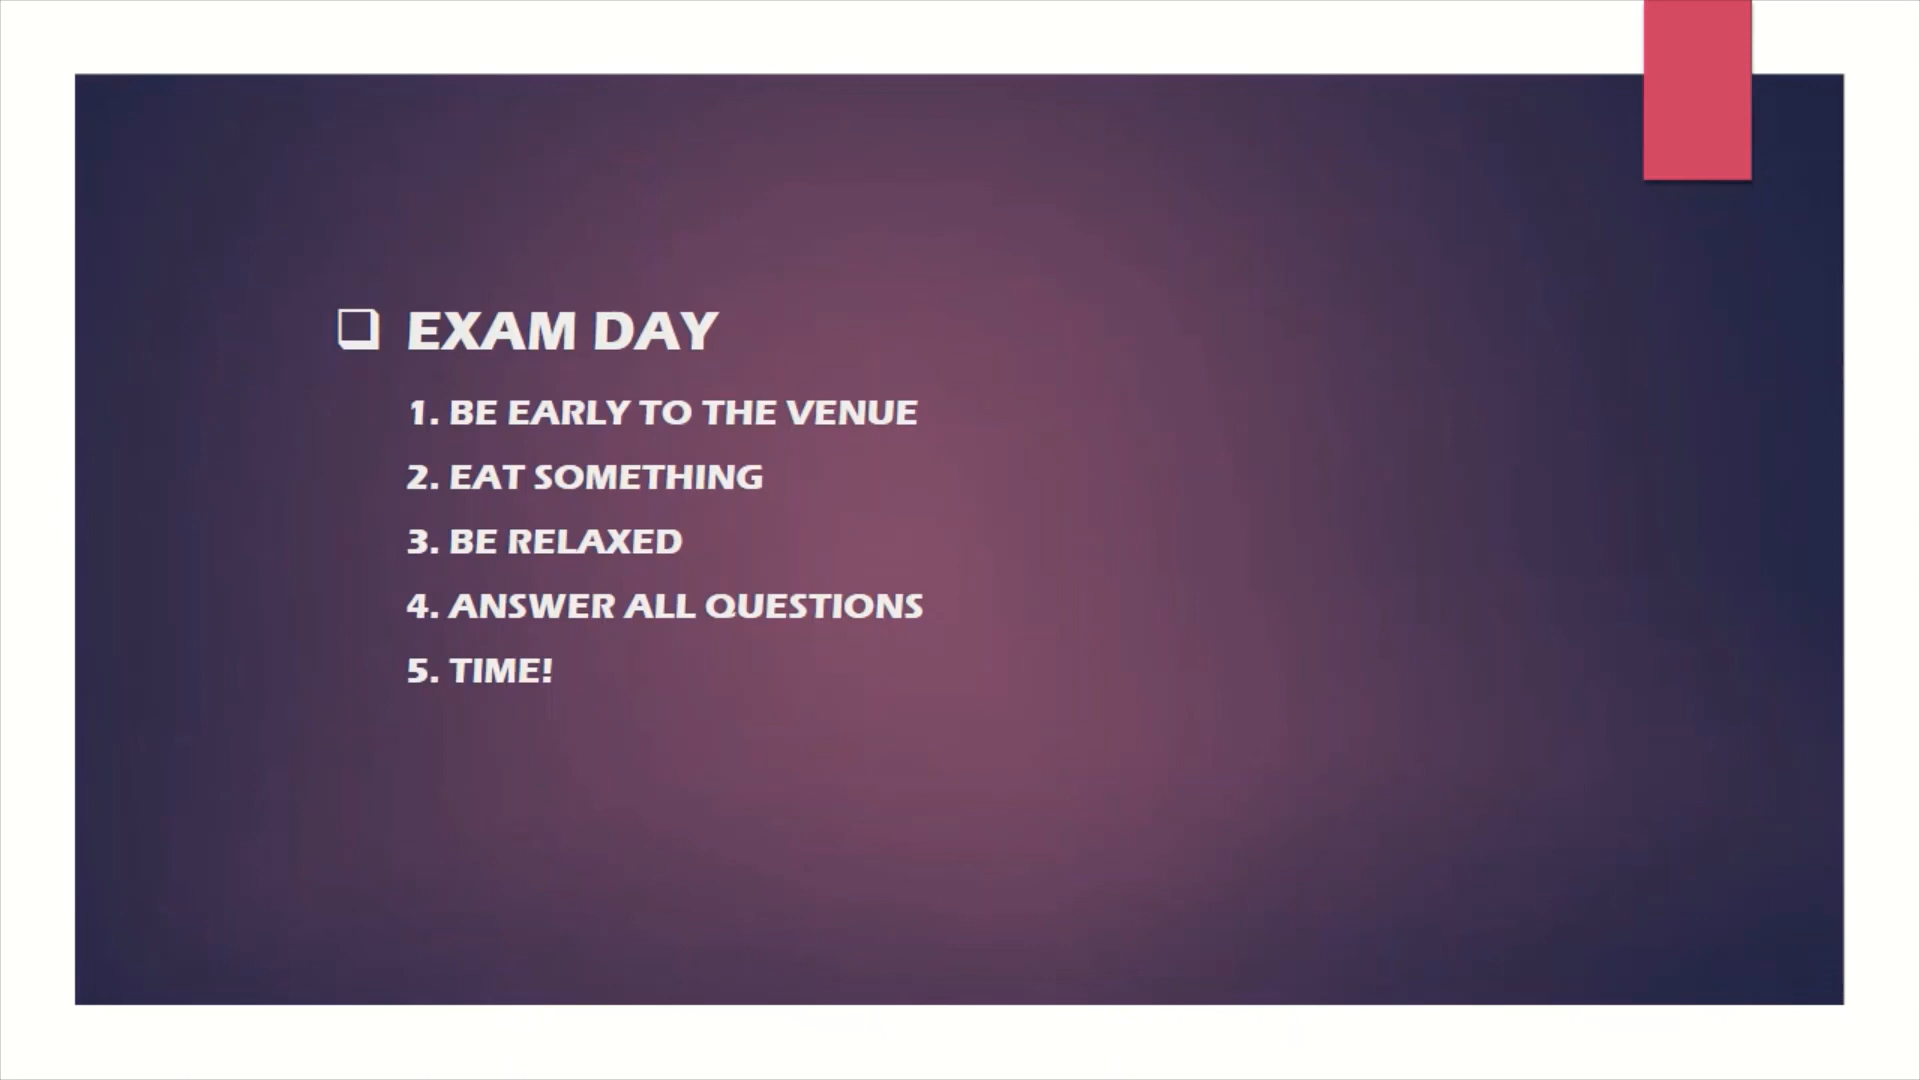 ❑ EXAM DAY
1. BE EARLY TO THE VENUE
2. EAT SOMETHING
3. BE RELAXED
4. ANSWER ALL QUESTIONS
5. TIME!